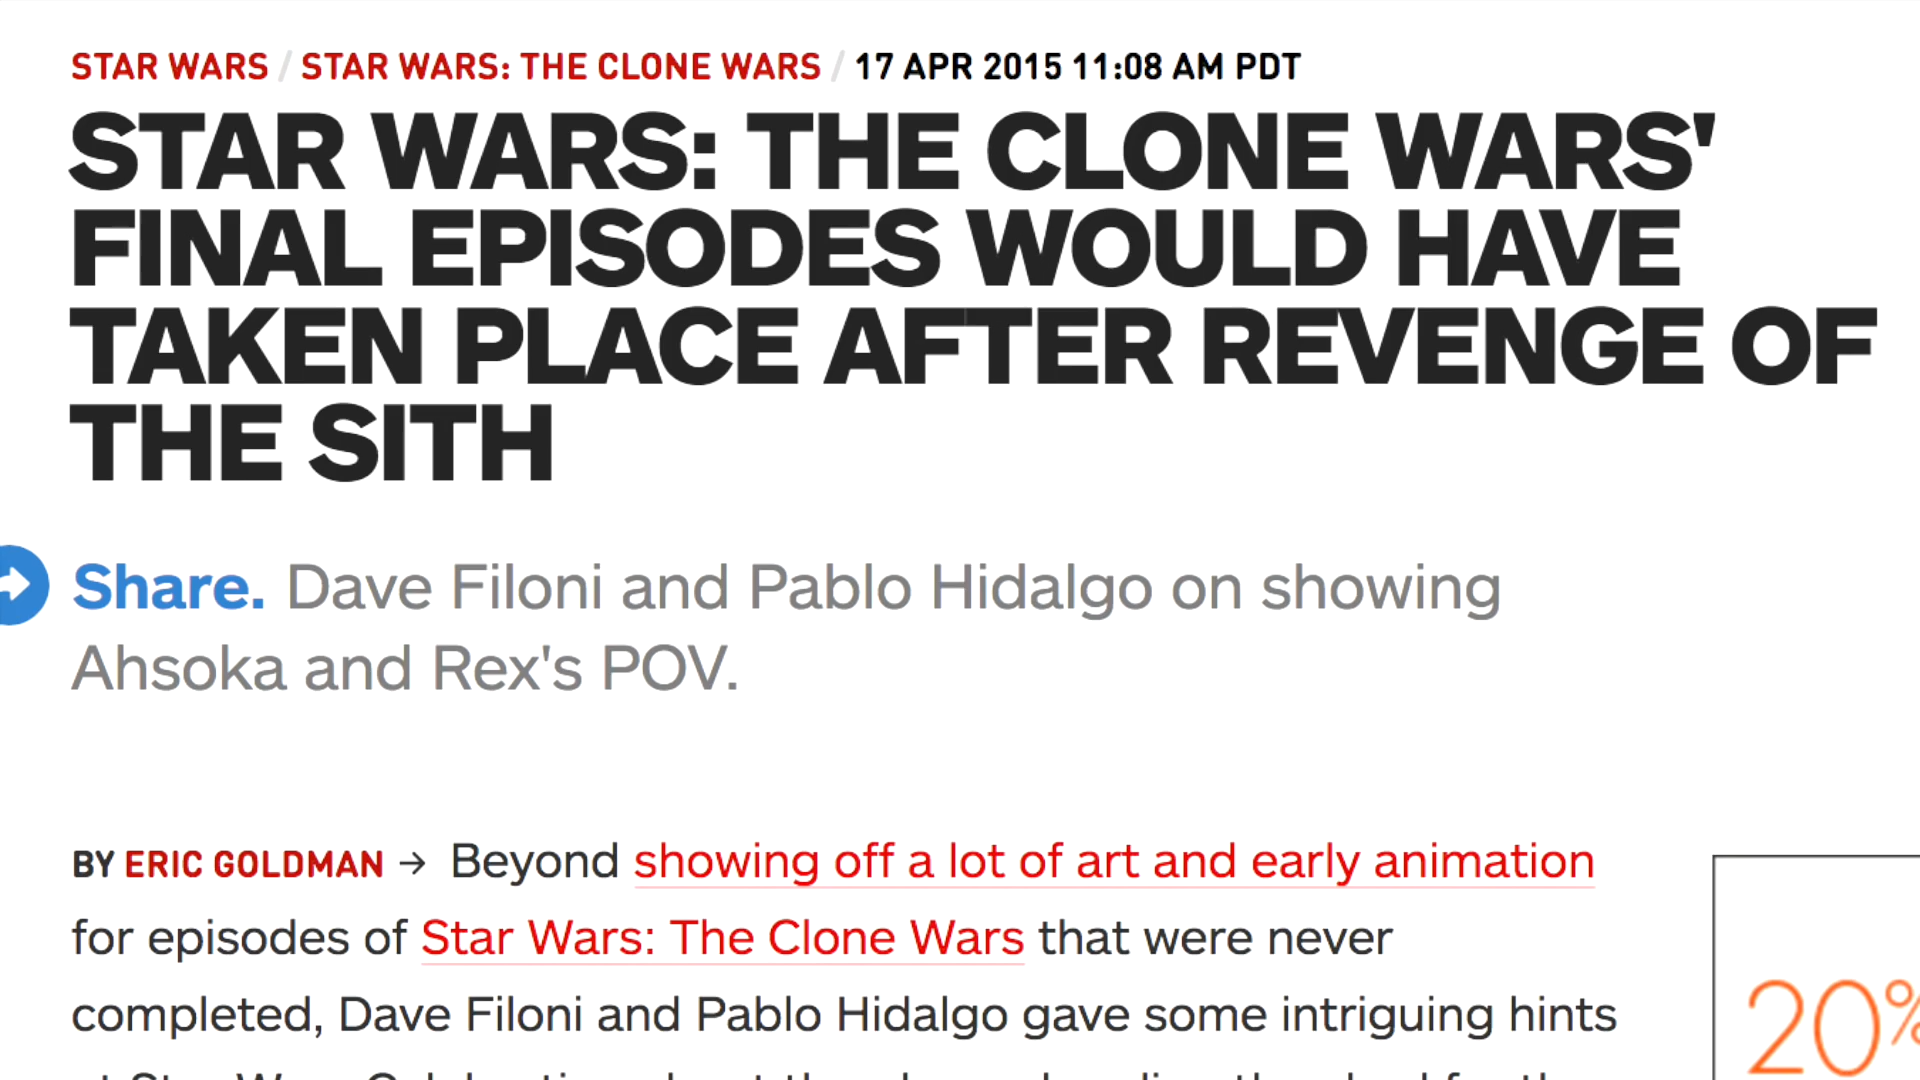 STAR WARS / STAR WARS: THE CLONE WARS / 17 APR 2015 11:08 AM PDT
STAR WARS: THE CLONE WARS'
FINAL EPISODES WOULD HAVE
TAKEN PLACE AFTER REVENGE OF
THE SITH
Share. Dave Filoni and Pablo Hidalgo on showing
Ahsoka and Rex's POV.
BY ERIC GOLDMAN → Beyond showing off a lot of art and early animation
for episodes of Star Wars: The Clone Wars that were never
completed, Dave Filoni and Pablo Hidalgo gave some intriguing hints
20%